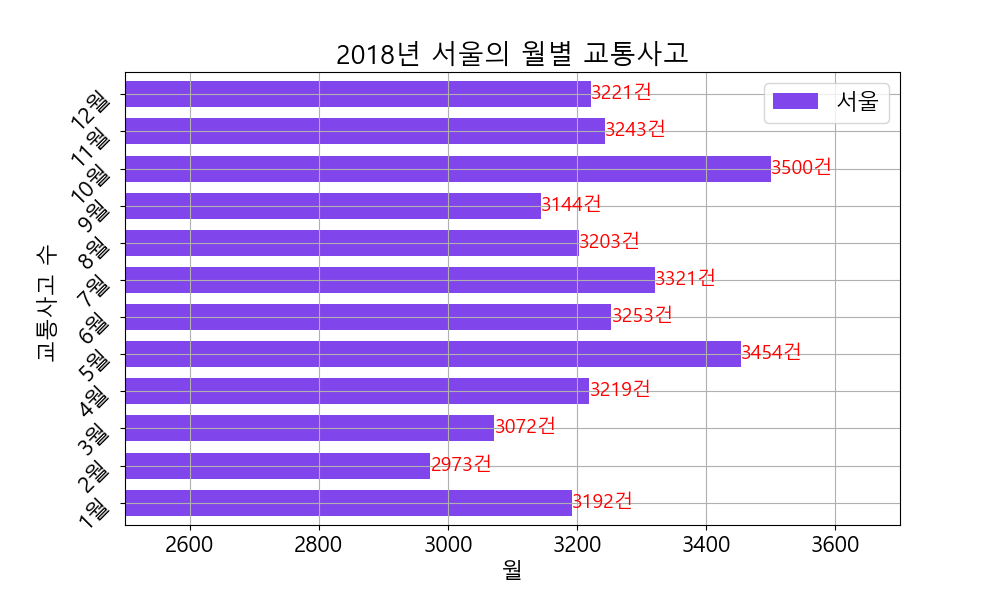 2018년 서울의 월별 교통사고
서울
교통사고 수
12월 3221건
11월 3243건
10월 3500건
9월 3144건
8월 3203건
7월 3321건
6월 3253건
5월 3454건
4월 3219건
3월 3072건
2월 2973건
1월 3192건
2600 2800 3000 3200 3400 3600
월